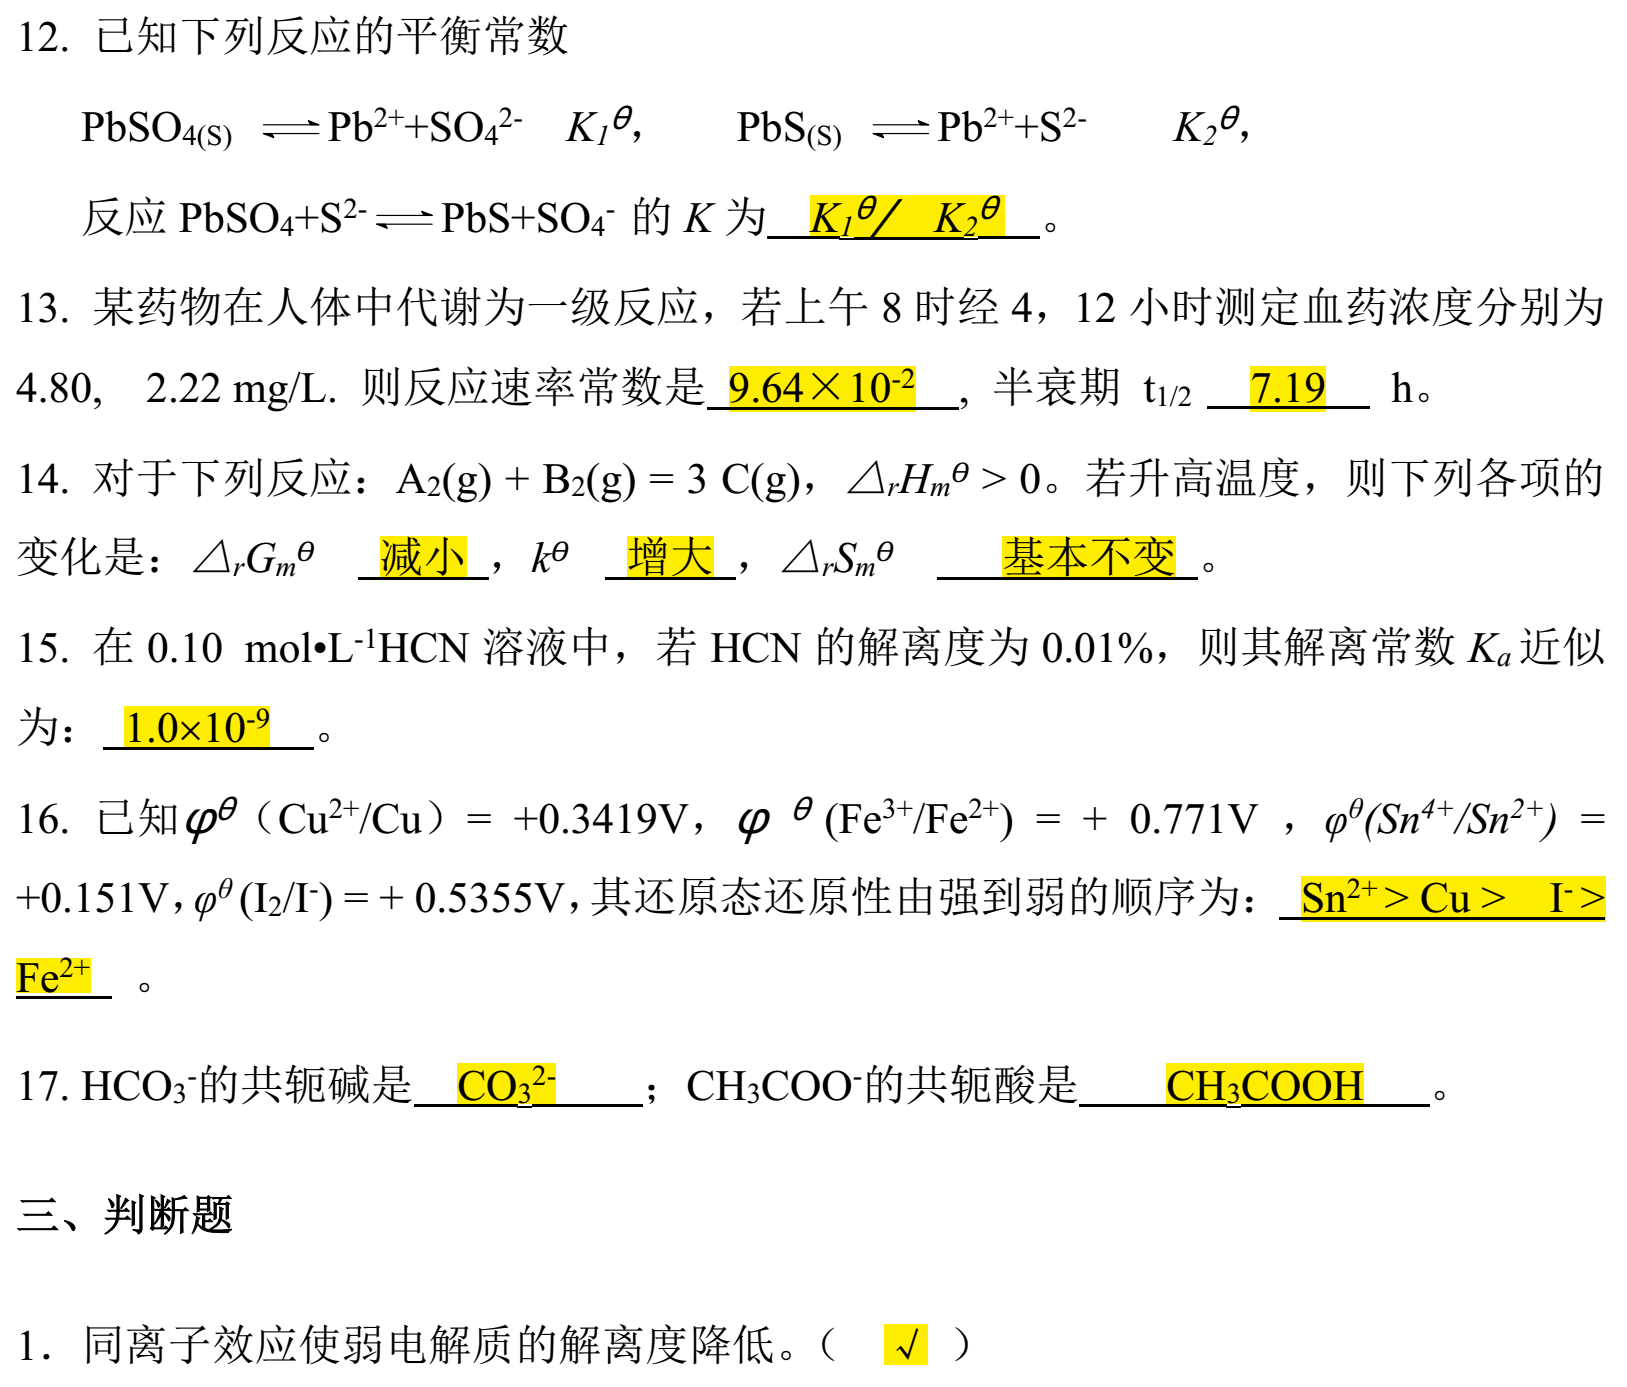 12. 已知下列反应的平衡常数
PbSO₄(S) ⇌ Pb²⁺+SO₄²⁻ K₁^θ, PbS(S) ⇌ Pb²⁺+S²⁻ K₂^θ,
反应 PbSO₄+S²⁻ ⇌ PbS+SO₄⁻ 的 K 为 K₁^θ/ K₂^θ 。
13. 某药物在人体中代谢为一级反应，若上午 8 时经 4，12 小时测定血药浓度分别为
4.80, 2.22 mg/L. 则反应速率常数是 9.64×10⁻² , 半衰期 t₁/₂ 7.19 h。
14. 对于下列反应：A₂(g) + B₂(g) = 3 C(g)，△rHm^θ > 0。若升高温度，则下列各项的
变化是：△rGm^θ 减小 ，k^θ 增大 ，△rSm^θ 基本不变 。
15. 在 0.10 mol•L⁻¹HCN 溶液中，若 HCN 的解离度为 0.01%，则其解离常数 Ka 近似
为： 1.0×10⁻⁹ 。
16. 已知φ^θ（Cu²⁺/Cu）= +0.3419V，φ ^θ (Fe³⁺/Fe²⁺) = + 0.771V ，φ^θ(Sn⁴⁺/Sn²⁺) =
+0.151V，φ^θ (I₂/I⁻) = + 0.5355V，其还原态还原性由强到弱的顺序为： Sn²⁺ > Cu > I⁻ >
Fe²⁺ 。
17. HCO₃⁻的共轭碱是 CO₃²⁻ ；CH₃COO⁻的共轭酸是 CH₃COOH 。
三、判断题
1．同离子效应使弱电解质的解离度降低。（ √ ）